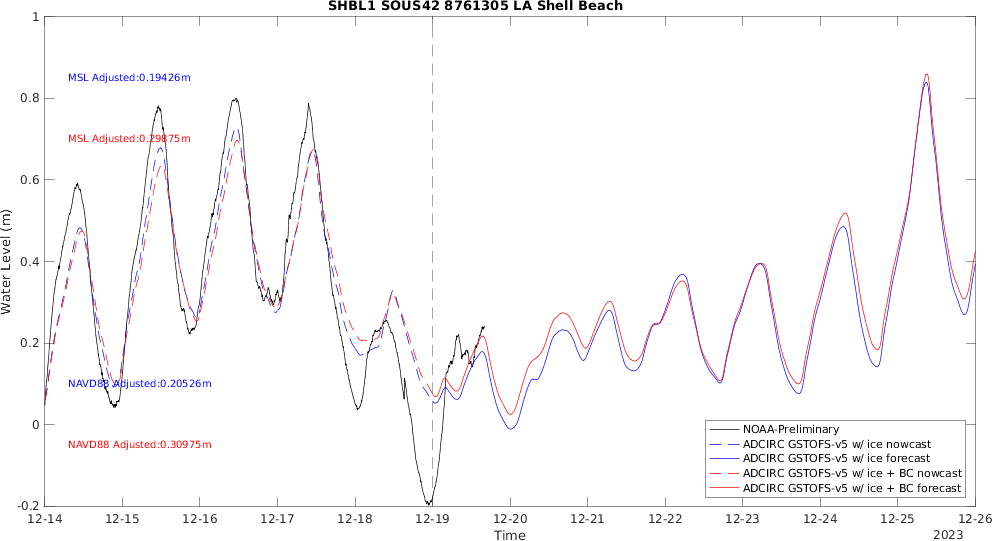 SHBL1 SOUS42 8761305 LA Shell Beach
1
0.8
0.6
0.4
0.2
0
-0.2
Water Level (m)
MSL Adjusted:0.19426m
MSL Adjusted:0.29875m
NAVD88 Adjusted:0.20526m
NAVD88 Adjusted:0.30975m
NOAA-Preliminary
ADCIRC GSTOFS-v5 w/ ice nowcast
ADCIRC GSTOFS-v5 w/ ice forecast
ADCIRC GSTOFS-v5 w/ ice + BC nowcast
ADCIRC GSTOFS-v5 w/ ice + BC forecast
12-14 12-15 12-16 12-17 12-18 12-19 12-20 12-21 12-22 12-23 12-24 12-25 12-26
Time
2023